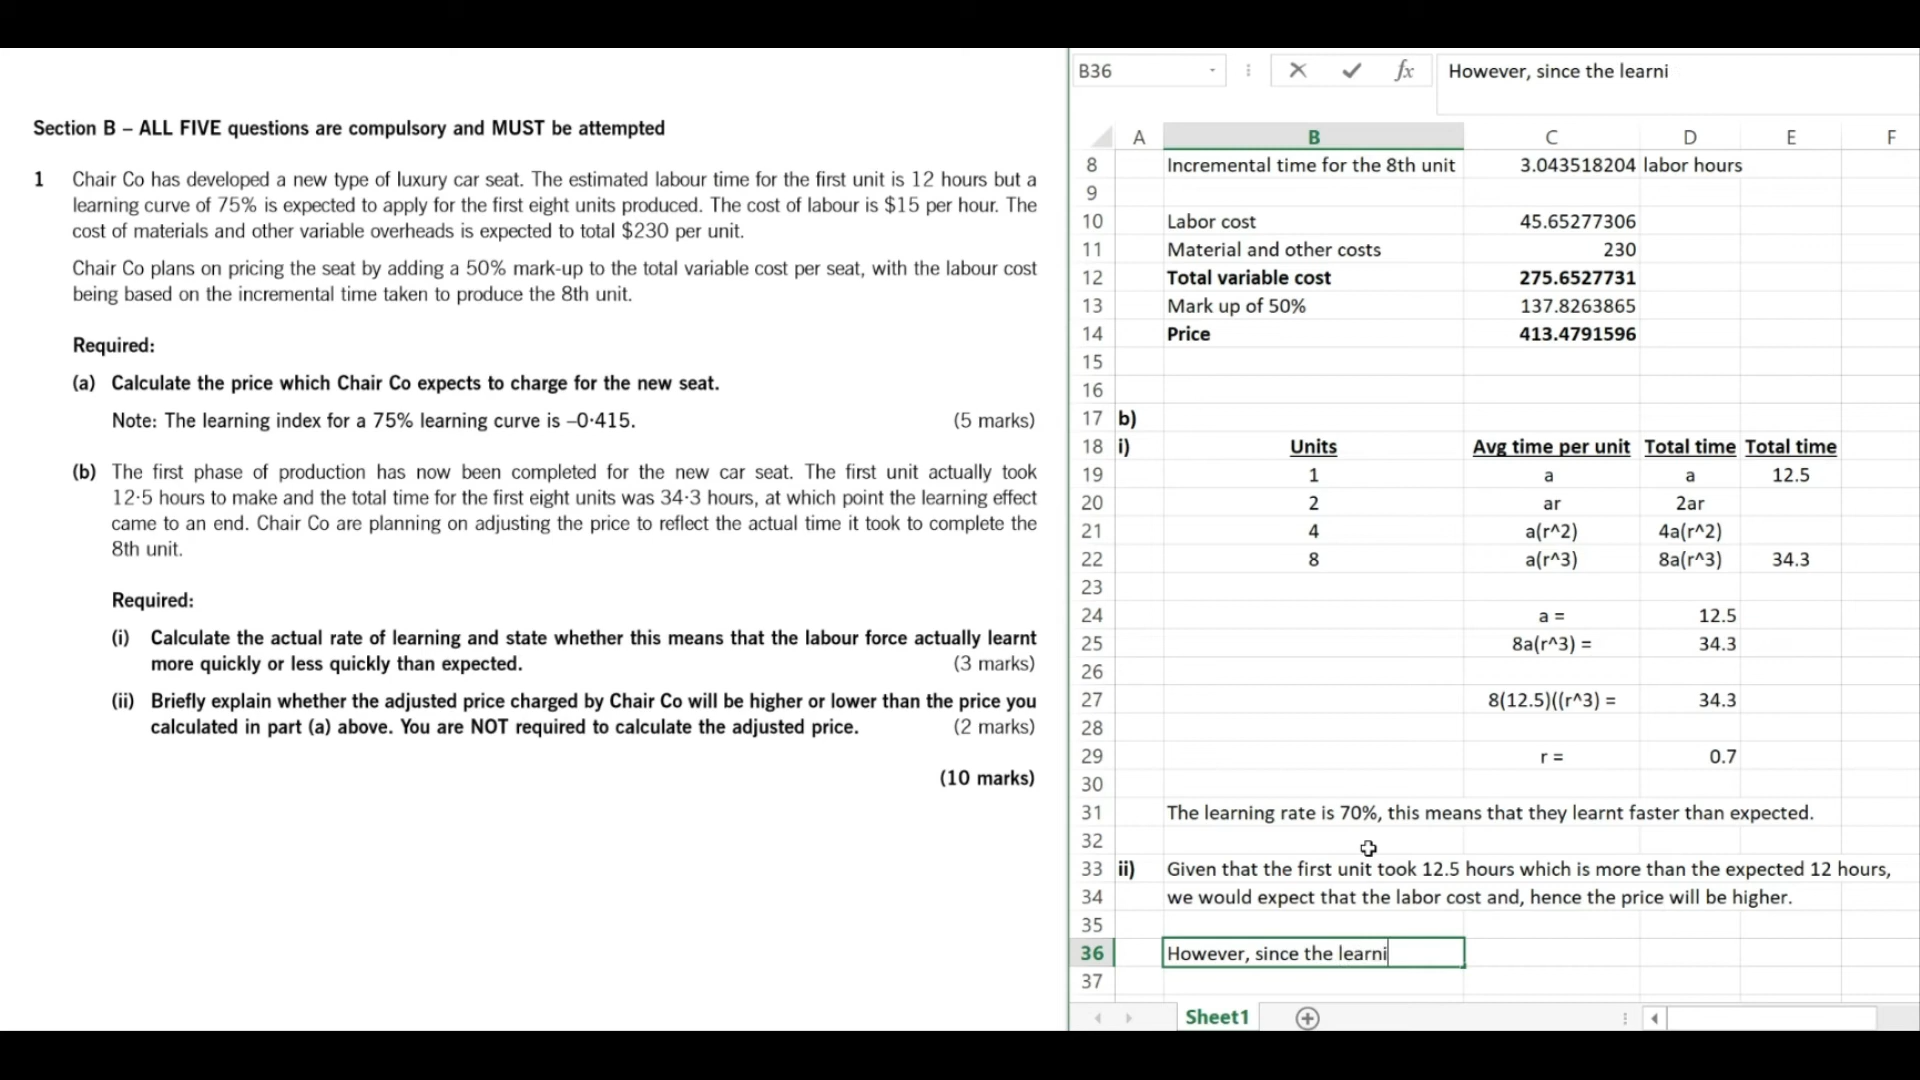 Section B – ALL FIVE questions are compulsory and MUST be attempted
1 Chair Co has developed a new type of luxury car seat. The estimated labour time for the first unit is 12 hours but a
learning curve of 75% is expected to apply for the first eight units produced. The cost of labour is $15 per hour. The
cost of materials and other variable overheads is expected to total $230 per unit.
Chair Co plans on pricing the seat by adding a 50% mark-up to the total variable cost per seat, with the labour cost
being based on the incremental time taken to produce the 8th unit.
Required:
(a) Calculate the price which Chair Co expects to charge for the new seat.
Note: The learning index for a 75% learning curve is –0·415. (5 marks)
(b) The first phase of production has now been completed for the new car seat. The first unit actually took
12·5 hours to make and the total time for the first eight units was 34·3 hours, at which point the learning effect
came to an end. Chair Co are planning on adjusting the price to reflect the actual time it took to complete the
8th unit.
Required:
(i) Calculate the actual rate of learning and state whether this means that the labour force actually learnt
more quickly or less quickly than expected. (3 marks)
(ii) Briefly explain whether the adjusted price charged by Chair Co will be higher or lower than the price you
calculated in part (a) above. You are NOT required to calculate the adjusted price. (2 marks)
(10 marks)
B36 fx However, since the learni
A B C D E F
8 Incremental time for the 8th unit 3.043518204 labor hours
9
10 Labor cost 45.65277306
11 Material and other costs 230
12 Total variable cost 275.6527731
13 Mark up of 50% 137.8263865
14 Price 413.4791596
15
16
17 b)
18 i) Units Avg time per unit Total time Total time
19 1 a a 12.5
20 2 ar 2ar
21 4 a(r^2) 4a(r^2)
22 8 a(r^3) 8a(r^3) 34.3
23
24 a = 12.5
25 8a(r^3) = 34.3
26
27 8(12.5)((r^3) = 34.3
28
29 r = 0.7
30
31 The learning rate is 70%, this means that they learnt faster than expected.
32
33 ii) Given that the first unit took 12.5 hours which is more than the expected 12 hours,
34 we would expect that the labor cost and, hence the price will be higher.
35
36 However, since the learni
37
Sheet1